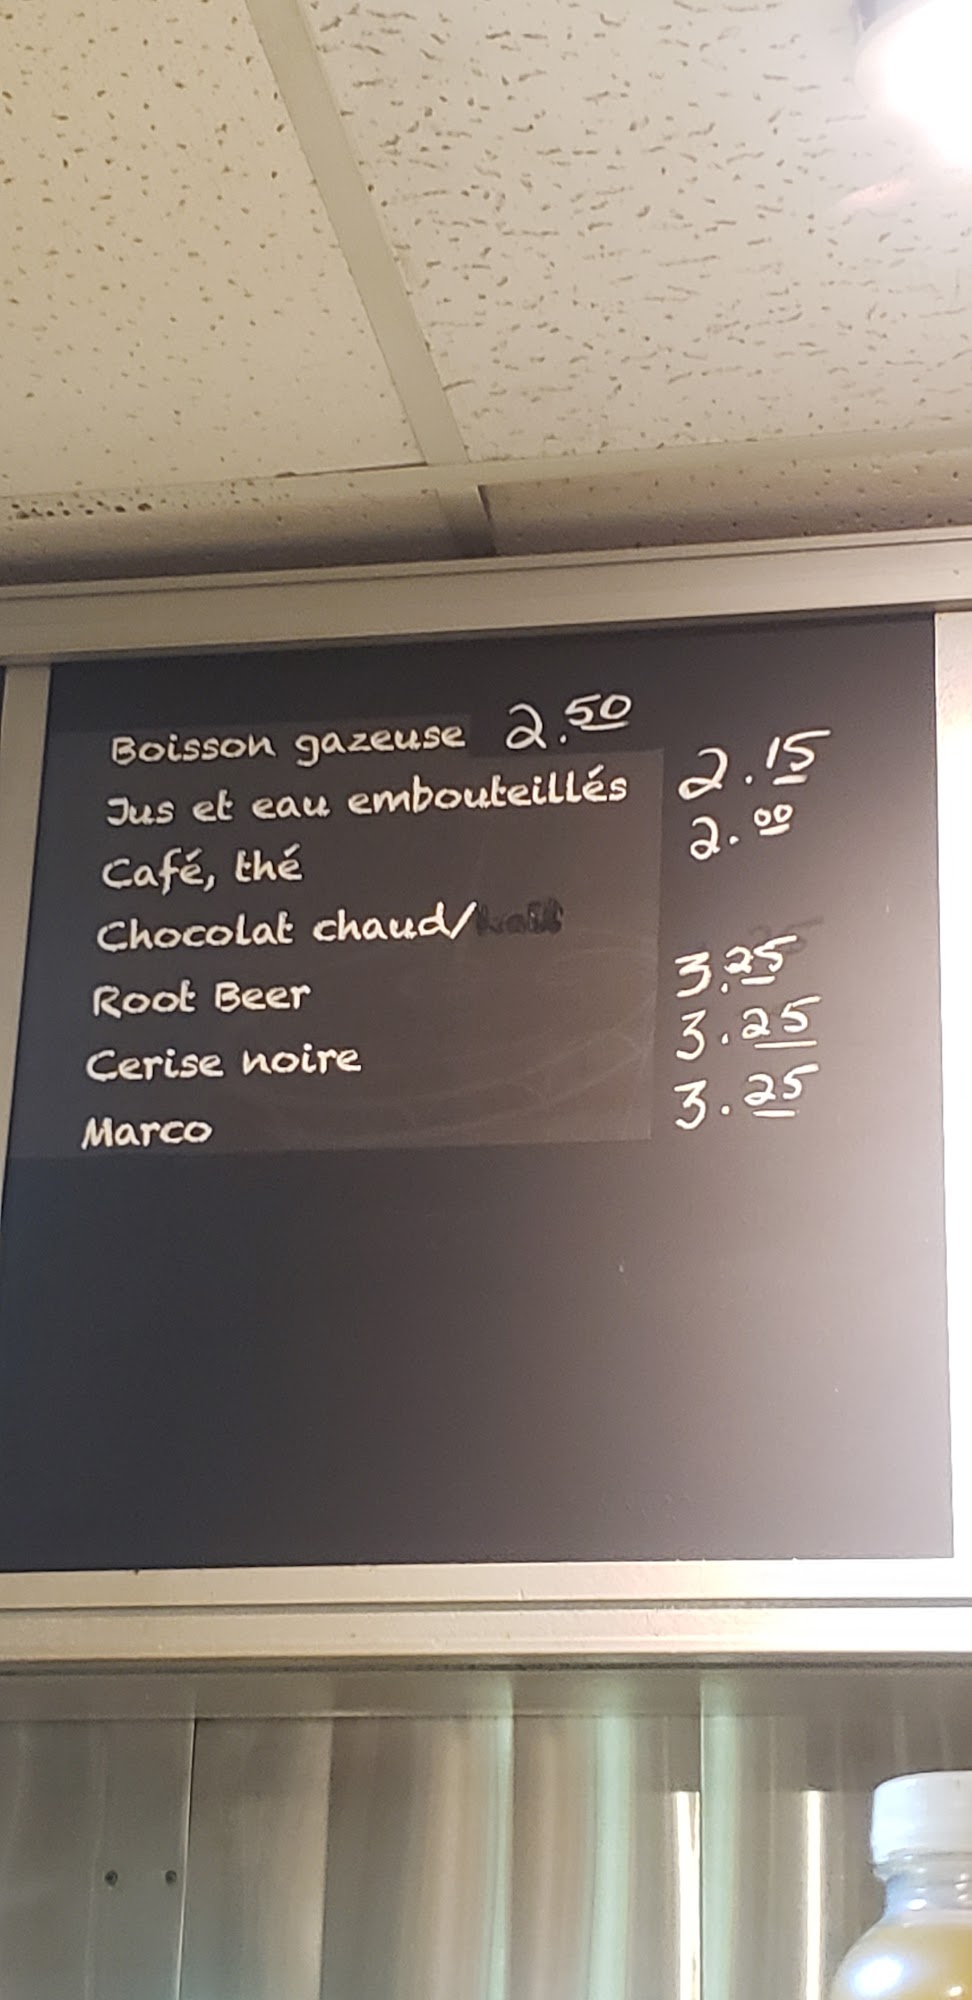 Boisson gazeuse 2.50
Jus et eau embouteillés 2.15
Café, thé 2.00
Chocolat chaud/
Root Beer 3.25
Cerise noire 3.25
Marco 3.25